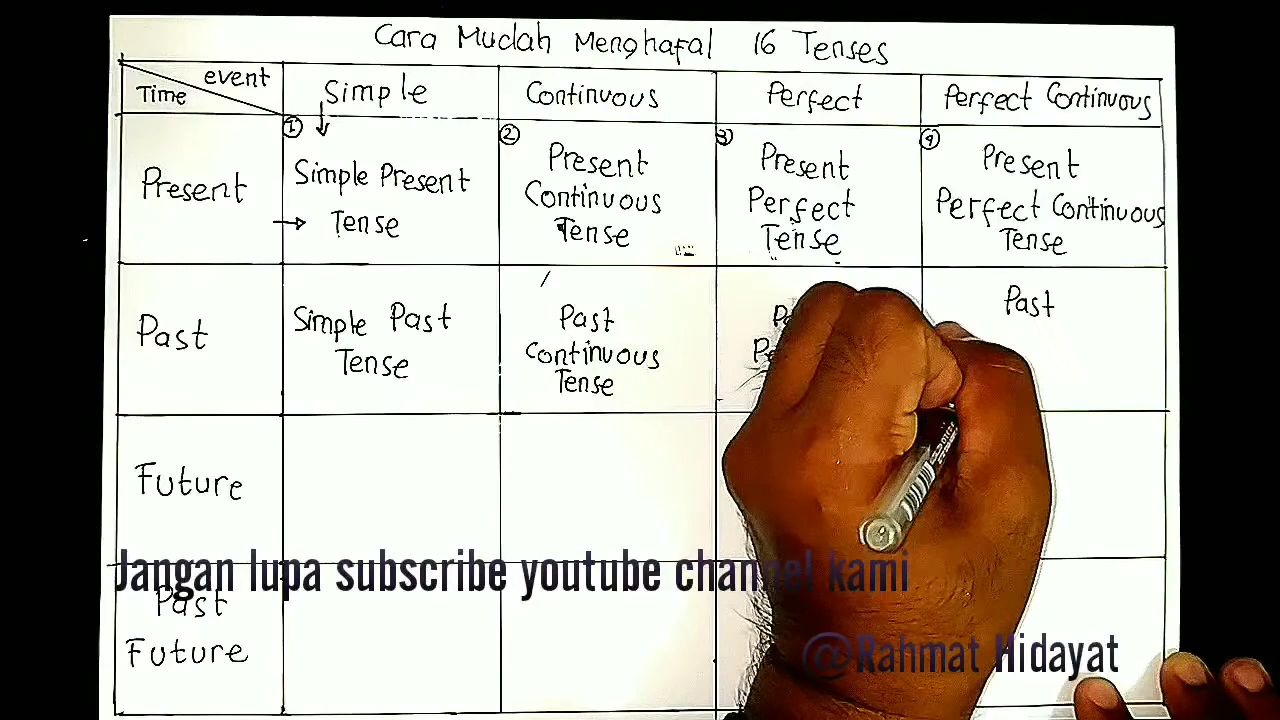 Cara Mudah Menghafal 16 Tenses
event
Time
Simple
Continuous
Perfect
Perfect Continuous
Present
1
Simple Present
Tense
2
Present
Continuous
Tense
3
Present
Perfect
Tense
4
Present
Perfect Continuous
Tense
Past
Simple Past
Tense
Past
Continuous
Tense
Past
Future
Jangan lupa subscribe youtube channel kami
Past
Future
@Rahmat Hidayat